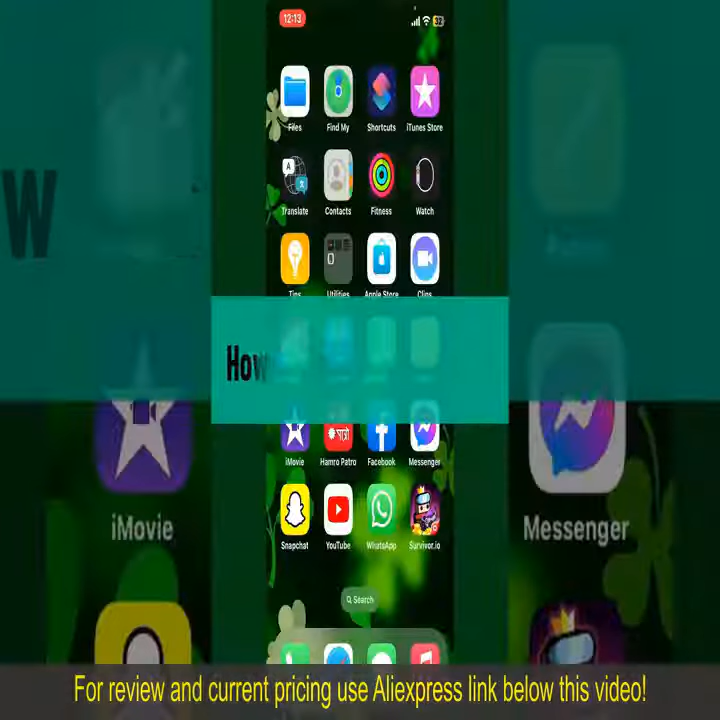 12:13
32
Files Find My Shortcuts iTunes Store
Translate Contacts Fitness Watch
Tips Utilities Apple Store Clips
W
How
iMovie Hamro Patro Facebook Messenger
Snapchat YouTube WhatsApp Survivor.io
iMovie
Messenger
Search
For review and current pricing use Aliexpress link below this video!